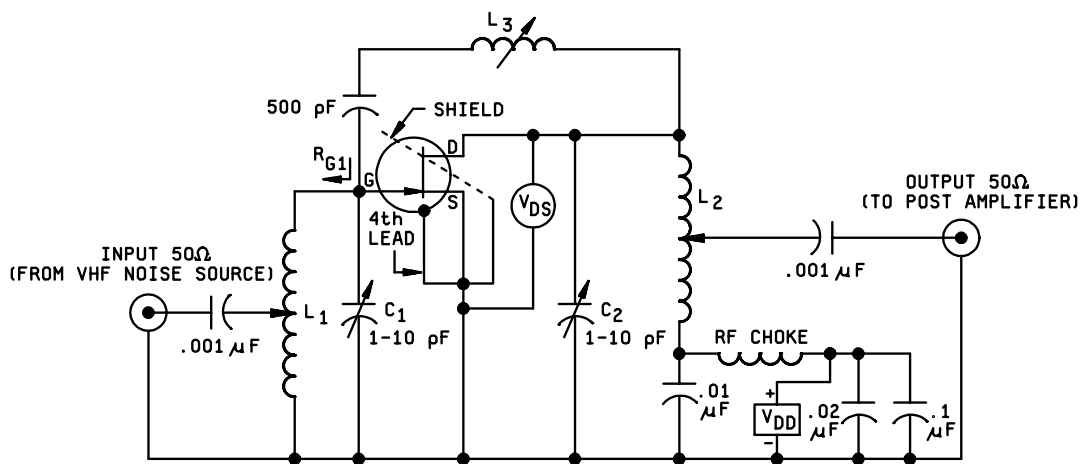 L3
500 pF
SHIELD
RG1
D
G
S
VDS
4th
LEAD
L2
OUTPUT 50Ω
(TO POST AMPLIFIER)
INPUT 50Ω
(FROM VHF NOISE SOURCE)
.001 μF
L1
C1
1-10 pF
C2
1-10 pF
.001 μF
RF CHOKE
.01
μF
+
VDD
-
.02
μF
.1
μF